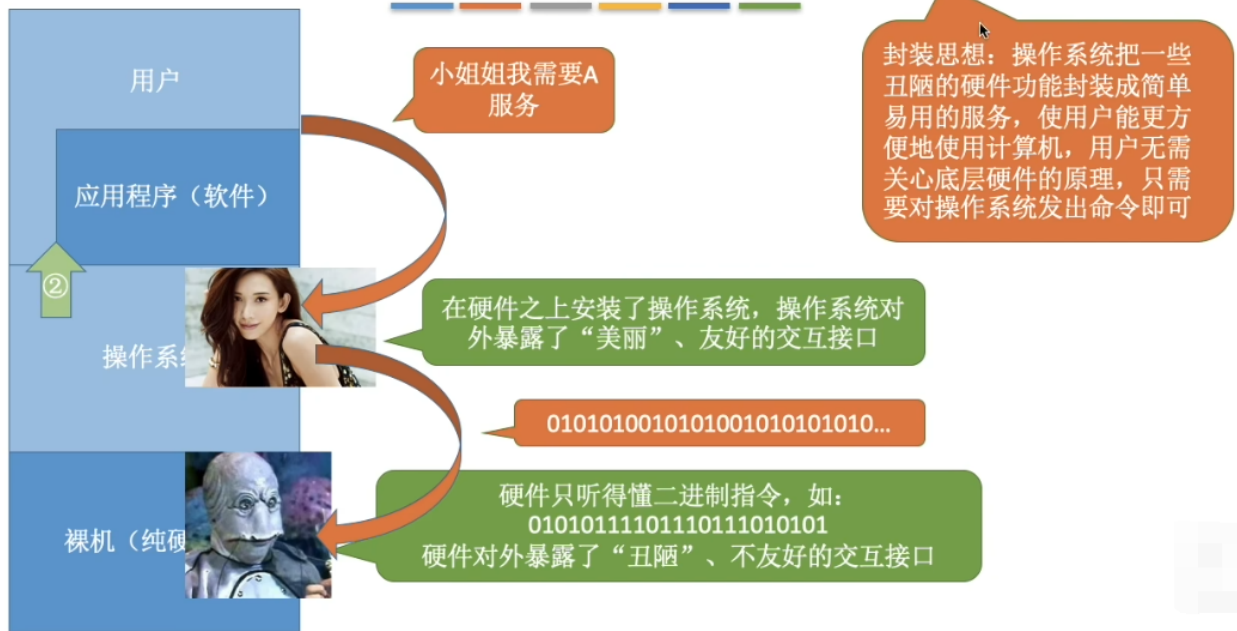 用户
小姐姐我需要A
服务
封装思想：操作系统把一些
丑陋的硬件功能封装成简单
易用的服务，使用户能更方
便地使用计算机，用户无需
关心底层硬件的原理，只需
要对操作系统发出命令即可
应用程序（软件）
②
在硬件之上安装了操作系统，操作系统对
外暴露了“美丽”、友好的交互接口
操作系
0101010010101001010101010...
硬件只听得懂二进制指令，如：
01010111101110111010101
硬件对外暴露了“丑陋”、不友好的交互接口
裸机（纯硬